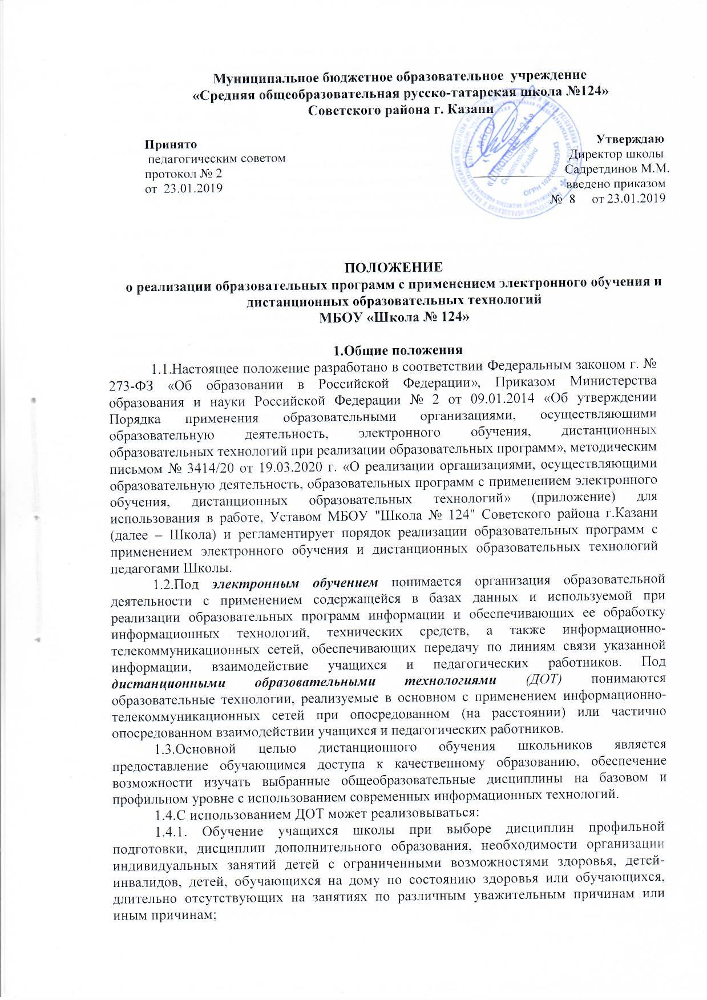 Муниципальное бюджетное образовательное учреждение
«Средняя общеобразовательная русско-татарская школа №124»
Советского района г. Казани
Принято
педагогическим советом
протокол № 2
от 23.01.2019
Утверждаю
Директор школы
Садретдинов М.М.
введено приказом
№ 8 от 23.01.2019
МБОУ
«Школа № 124»
Советского района
г.Казани
ОГРН 1021603629343
ПОЛОЖЕНИЕ
о реализации образовательных программ с применением электронного обучения и
дистанционных образовательных технологий
МБОУ «Школа № 124»
1.Общие положения
1.1.Настоящее положение разработано в соответствии Федеральным законом г. №
273-ФЗ «Об образовании в Российской Федерации», Приказом Министерства
образования и науки Российской Федерации № 2 от 09.01.2014 «Об утверждении
Порядка применения образовательными организациями, осуществляющими
образовательную деятельность, электронного обучения, дистанционных
образовательных технологий при реализации образовательных программ», методическим
письмом № 3414/20 от 19.03.2020 г. «О реализации организациями, осуществляющими
образовательную деятельность, образовательных программ с применением электронного
обучения, дистанционных образовательных технологий» (приложение) для
использования в работе, Уставом МБОУ "Школа № 124" Советского района г.Казани
(далее – Школа) и регламентирует порядок реализации образовательных программ с
применением электронного обучения и дистанционных образовательных технологий
педагогами Школы.
1.2.Под электронным обучением понимается организация образовательной
деятельности с применением содержащейся в базах данных и используемой при
реализации образовательных программ информации и обеспечивающих ее обработку
информационных технологий, технических средств, а также информационно-
телекоммуникационных сетей, обеспечивающих передачу по линиям связи указанной
информации, взаимодействие учащихся и педагогических работников. Под
дистанционными образовательными технологиями (ДОТ) понимаются
образовательные технологии, реализуемые в основном с применением информационно-
телекоммуникационных сетей при опосредованном (на расстоянии) или частично
опосредованном взаимодействии учащихся и педагогических работников.
1.3.Основной целью дистанционного обучения школьников является
предоставление обучающимся доступа к качественному образованию, обеспечение
возможности изучать выбранные общеобразовательные дисциплины на базовом и
профильном уровне с использованием современных информационных технологий.
1.4.С использованием ДОТ может реализовываться:
1.4.1. Обучение учащихся школы при выборе дисциплин профильной
подготовки, дисциплин дополнительного образования, необходимости организации
индивидуальных занятий детей с ограниченными возможностями здоровья, детей-
инвалидов, детей, обучающихся на дому по состоянию здоровья или обучающихся,
длительно отсутствующих на занятиях по различным уважительным причинам или
иным причинам;